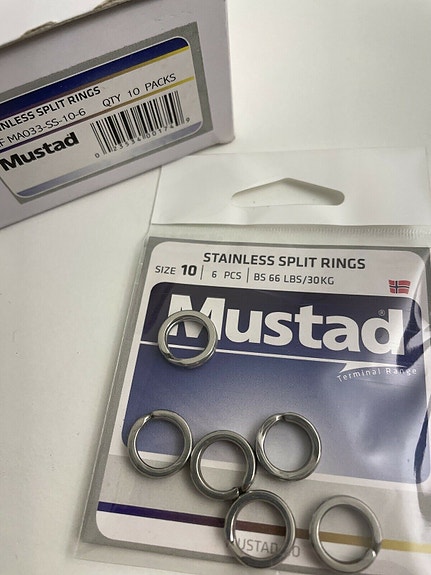 INLESS SPLIT RINGS
F MA033-SS-10-6 QTY 10 PACKS
Mustad
STAINLESS SPLIT RINGS
SIZE 10 | 6 PCS | BS 66 LBS/30KG
Mustad®
Terminal Range